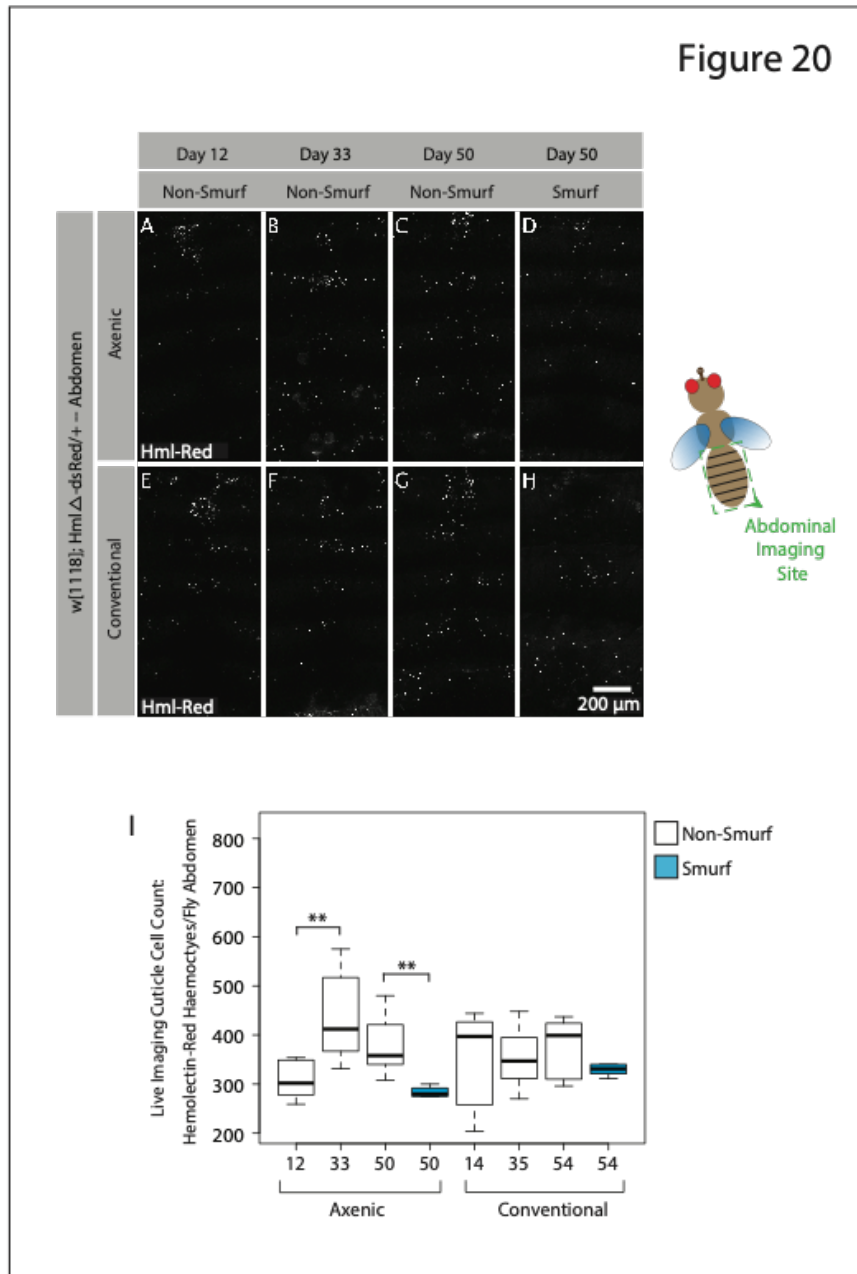 Figure 20
Day 12
Day 33
Day 50
Day 50
Non-Smurf
Non-Smurf
Non-Smurf
Smurf
w[1118]; Hml△-dsRed/+ – Abdomen
Axenic
A
B
C
D
Hml-Red
Conventional
E
F
G
H
Hml-Red
200 µm
Abdominal
Imaging
Site
I
Live Imaging Cuticle Cell Count:
Hemolectin-Red Haemoctyes/Fly Abdomen
800
700
600
500
400
300
200
**
**
Non-Smurf
Smurf
12 33 50 50 14 35 54 54
Axenic Conventional